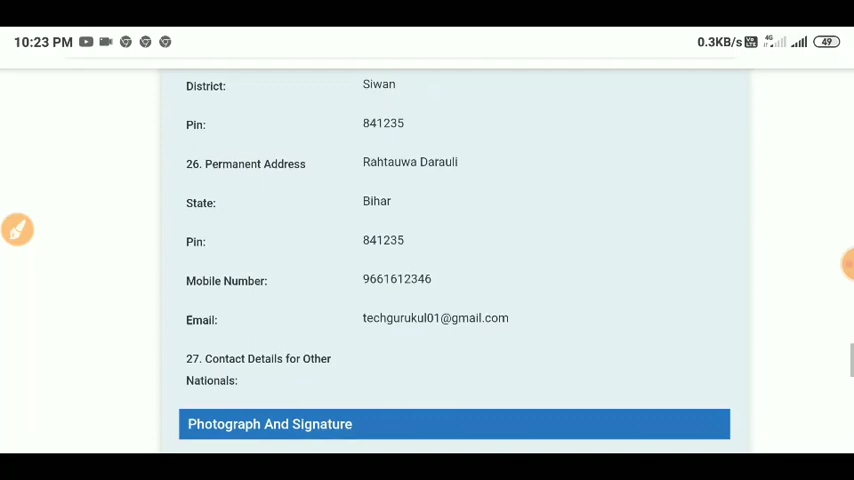 10:23 PM 0.3KB/s 4G 49
District: Siwan
Pin: 841235
26. Permanent Address Rahtauwa Darauli
State: Bihar
Pin: 841235
Mobile Number: 9661612346
Email: techgurukul01@gmail.com
27. Contact Details for Other
Nationals:
Photograph And Signature